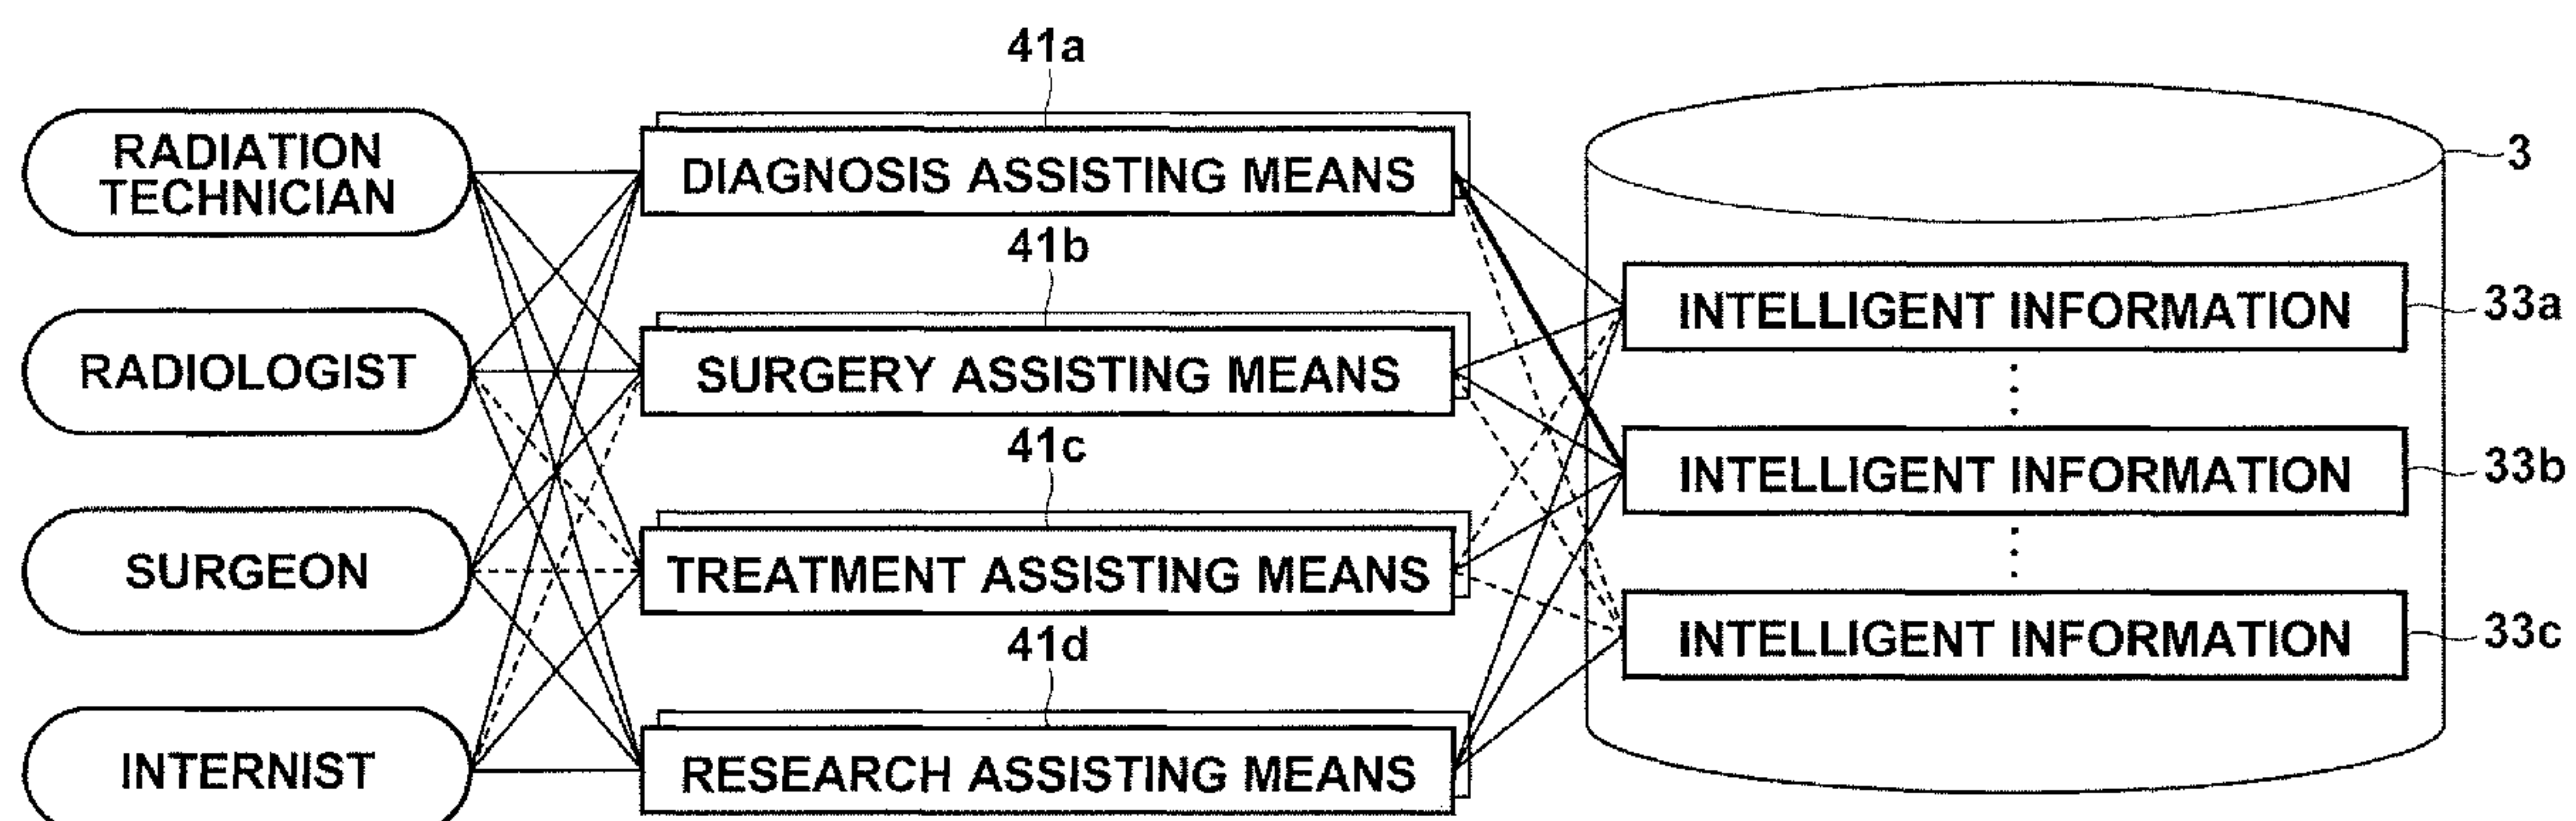 41a
RADIATION
TECHNICIAN
DIAGNOSIS ASSISTING MEANS
3
41b
INTELLIGENT INFORMATION
33a
RADIOLOGIST
SURGERY ASSISTING MEANS
41c
INTELLIGENT INFORMATION
33b
SURGEON
TREATMENT ASSISTING MEANS
41d
INTELLIGENT INFORMATION
33c
INTERNIST
RESEARCH ASSISTING MEANS